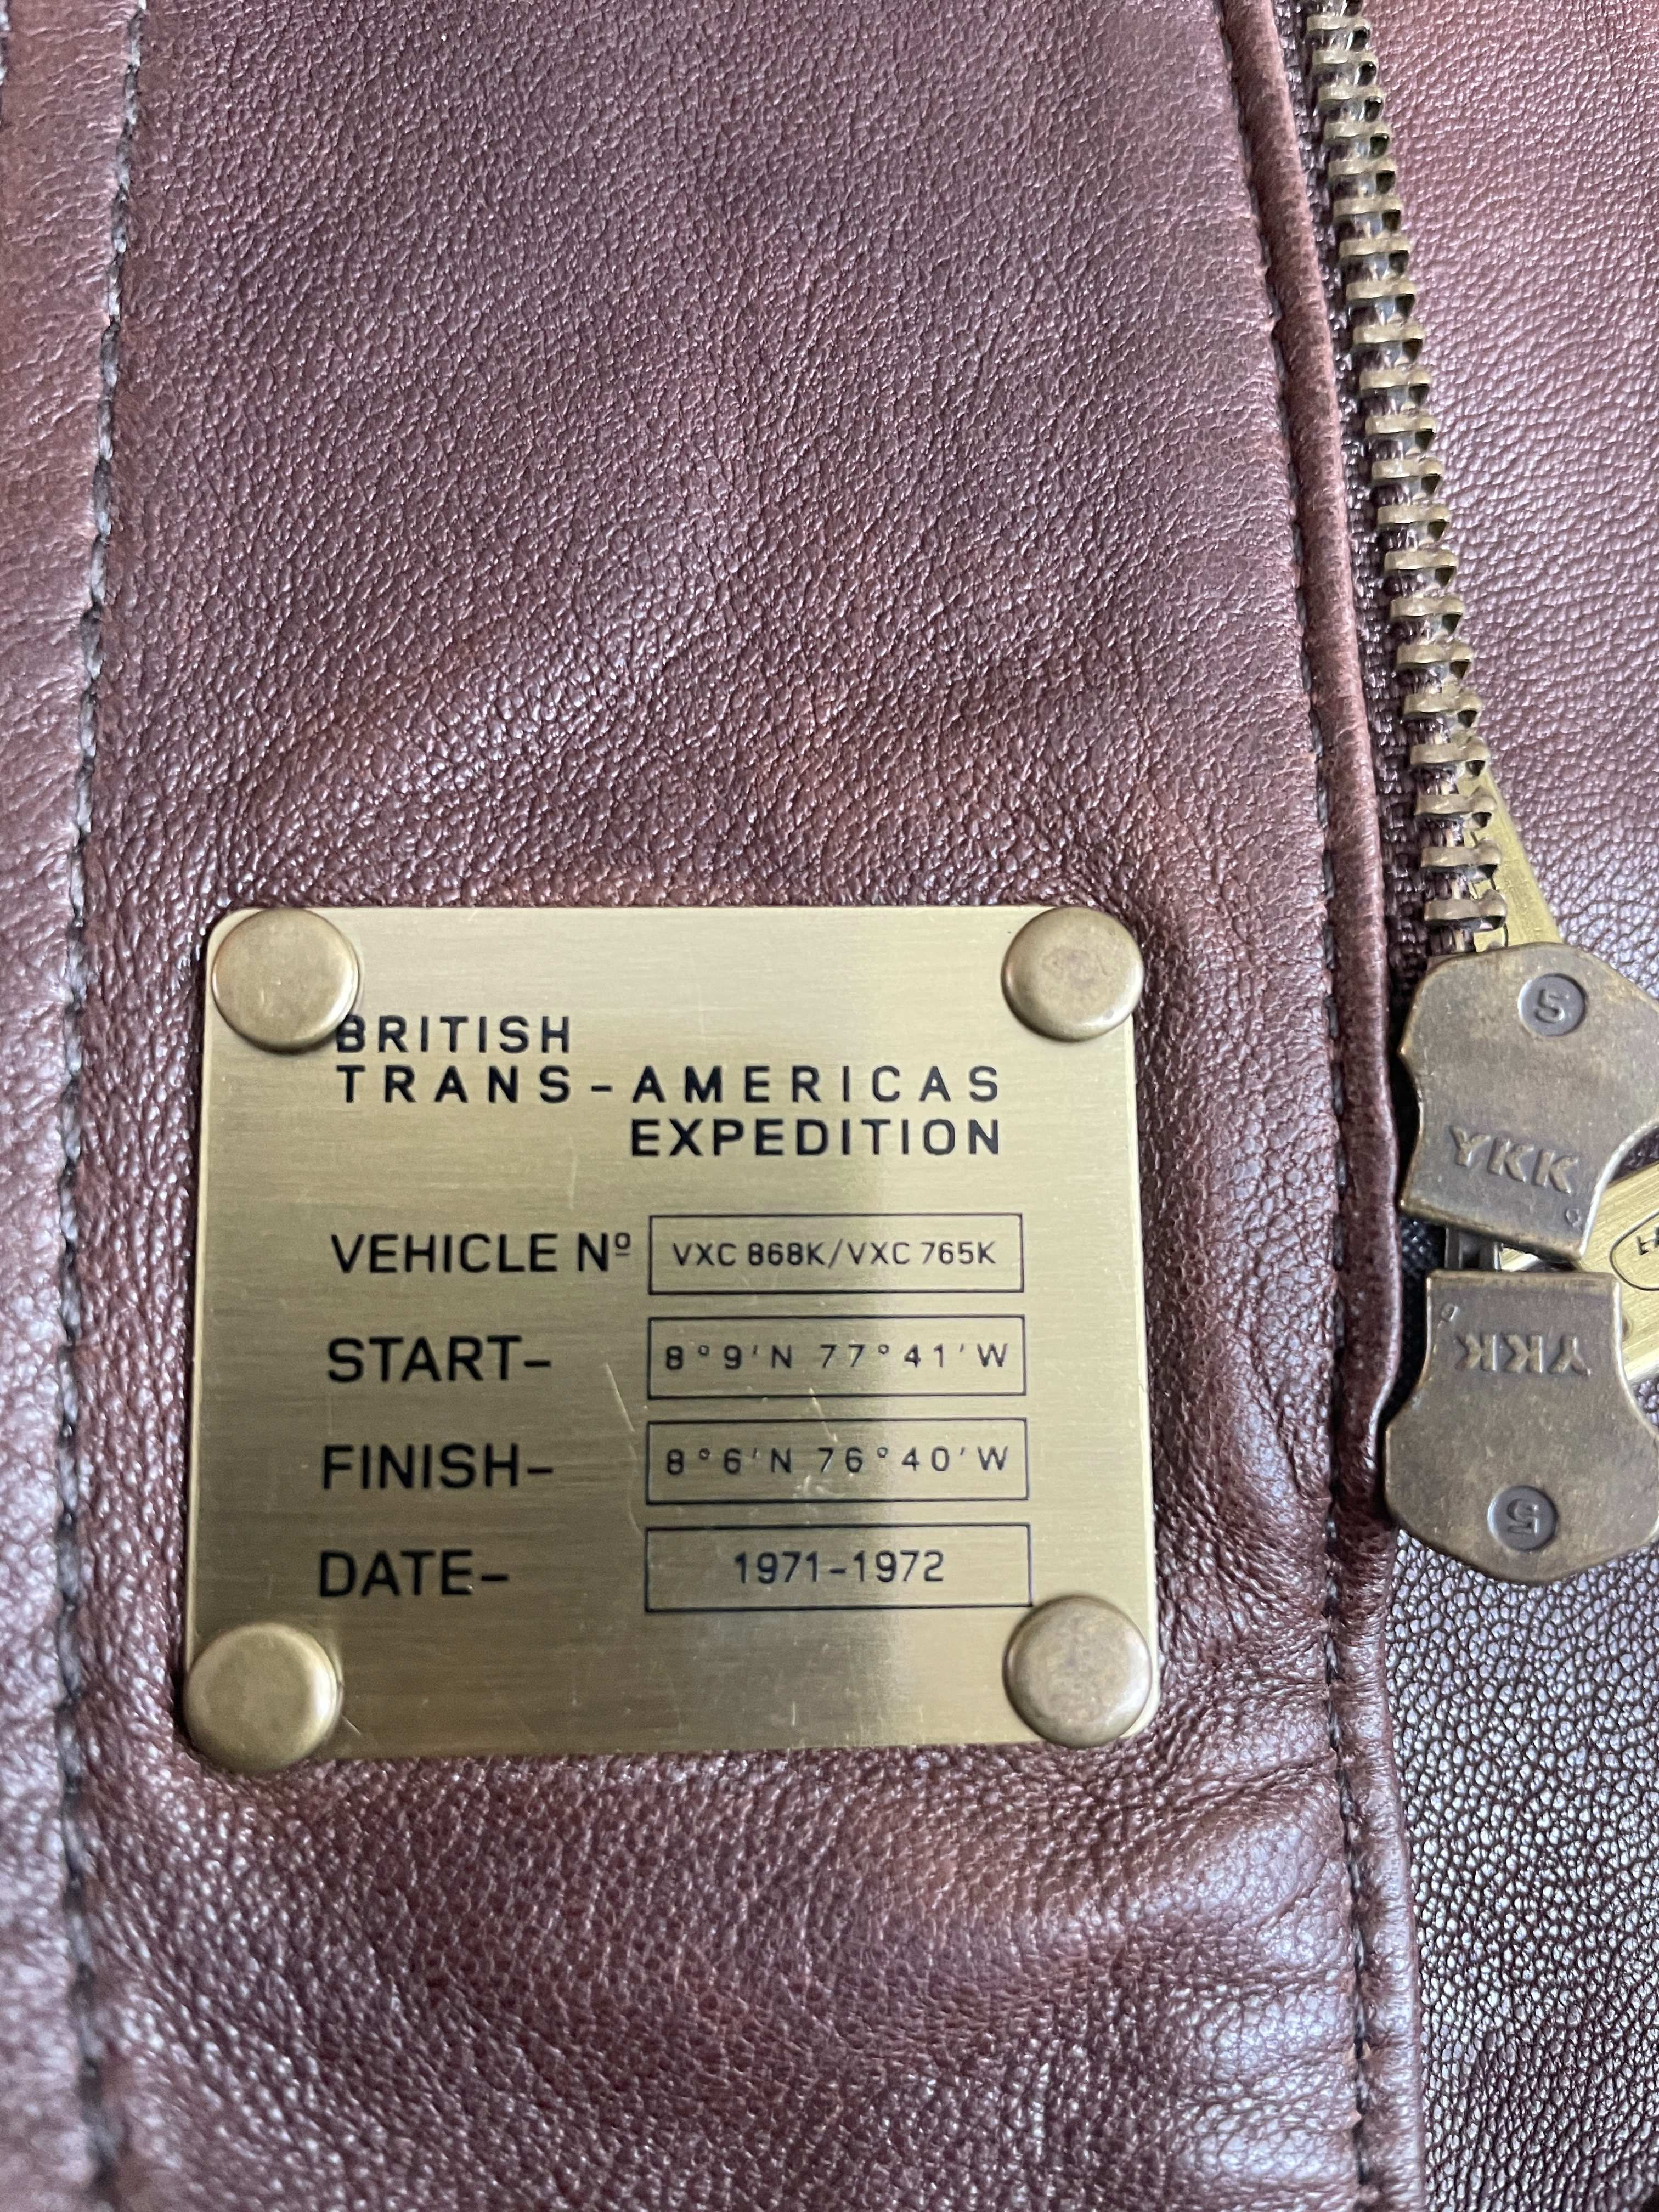 BRITISH
TRANS-AMERICAS
EXPEDITION
VEHICLE Nº VXC 868K/VXC 765K
START- 8°9'N 77°41'W
FINISH- 8°6'N 76°40'W
DATE- 1971-1972
5
YKK
YKK
5